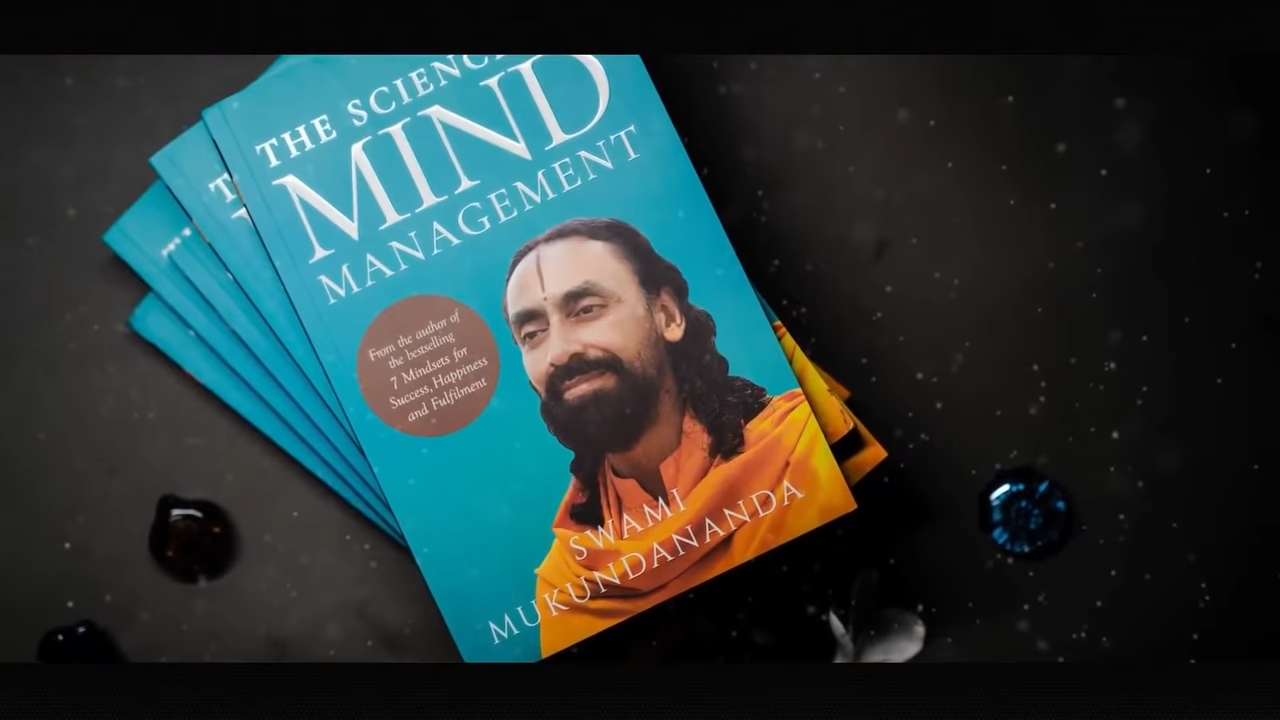 THE SCIENC
MIND
MANAGEMENT
From the author of
the bestselling
7 Mindsets for
Success, Happiness
and Fulfilment
SWAMI
MUKUNDANANDA
T